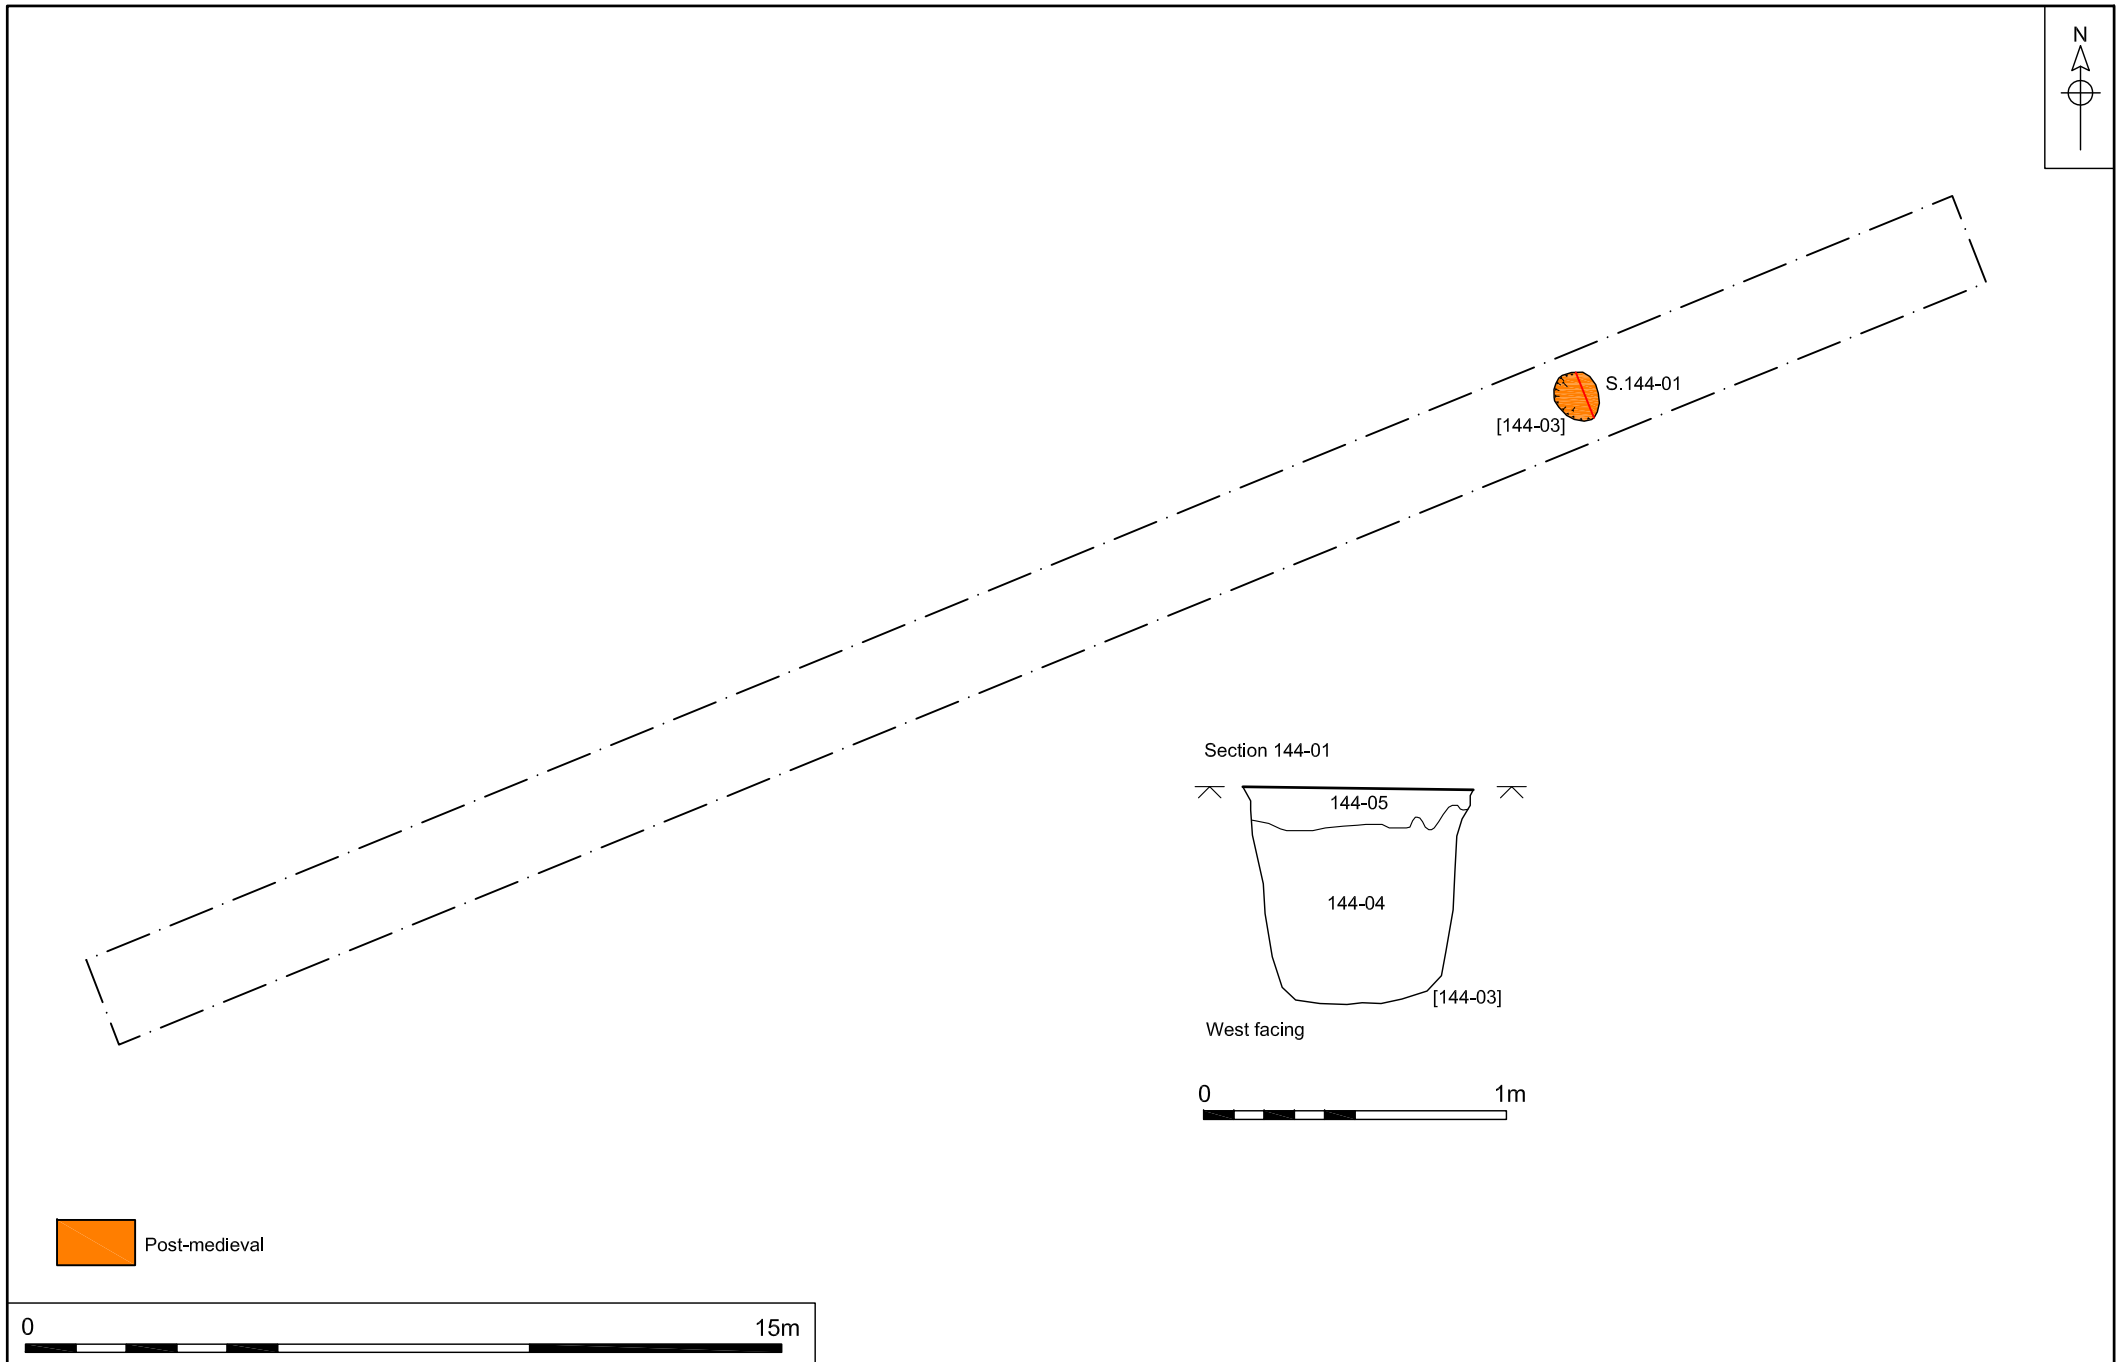 N
S.144-01
[144-03]
Section 144-01
144-05
144-04
[144-03]
West facing
0 1m
Post-medieval
0 15m